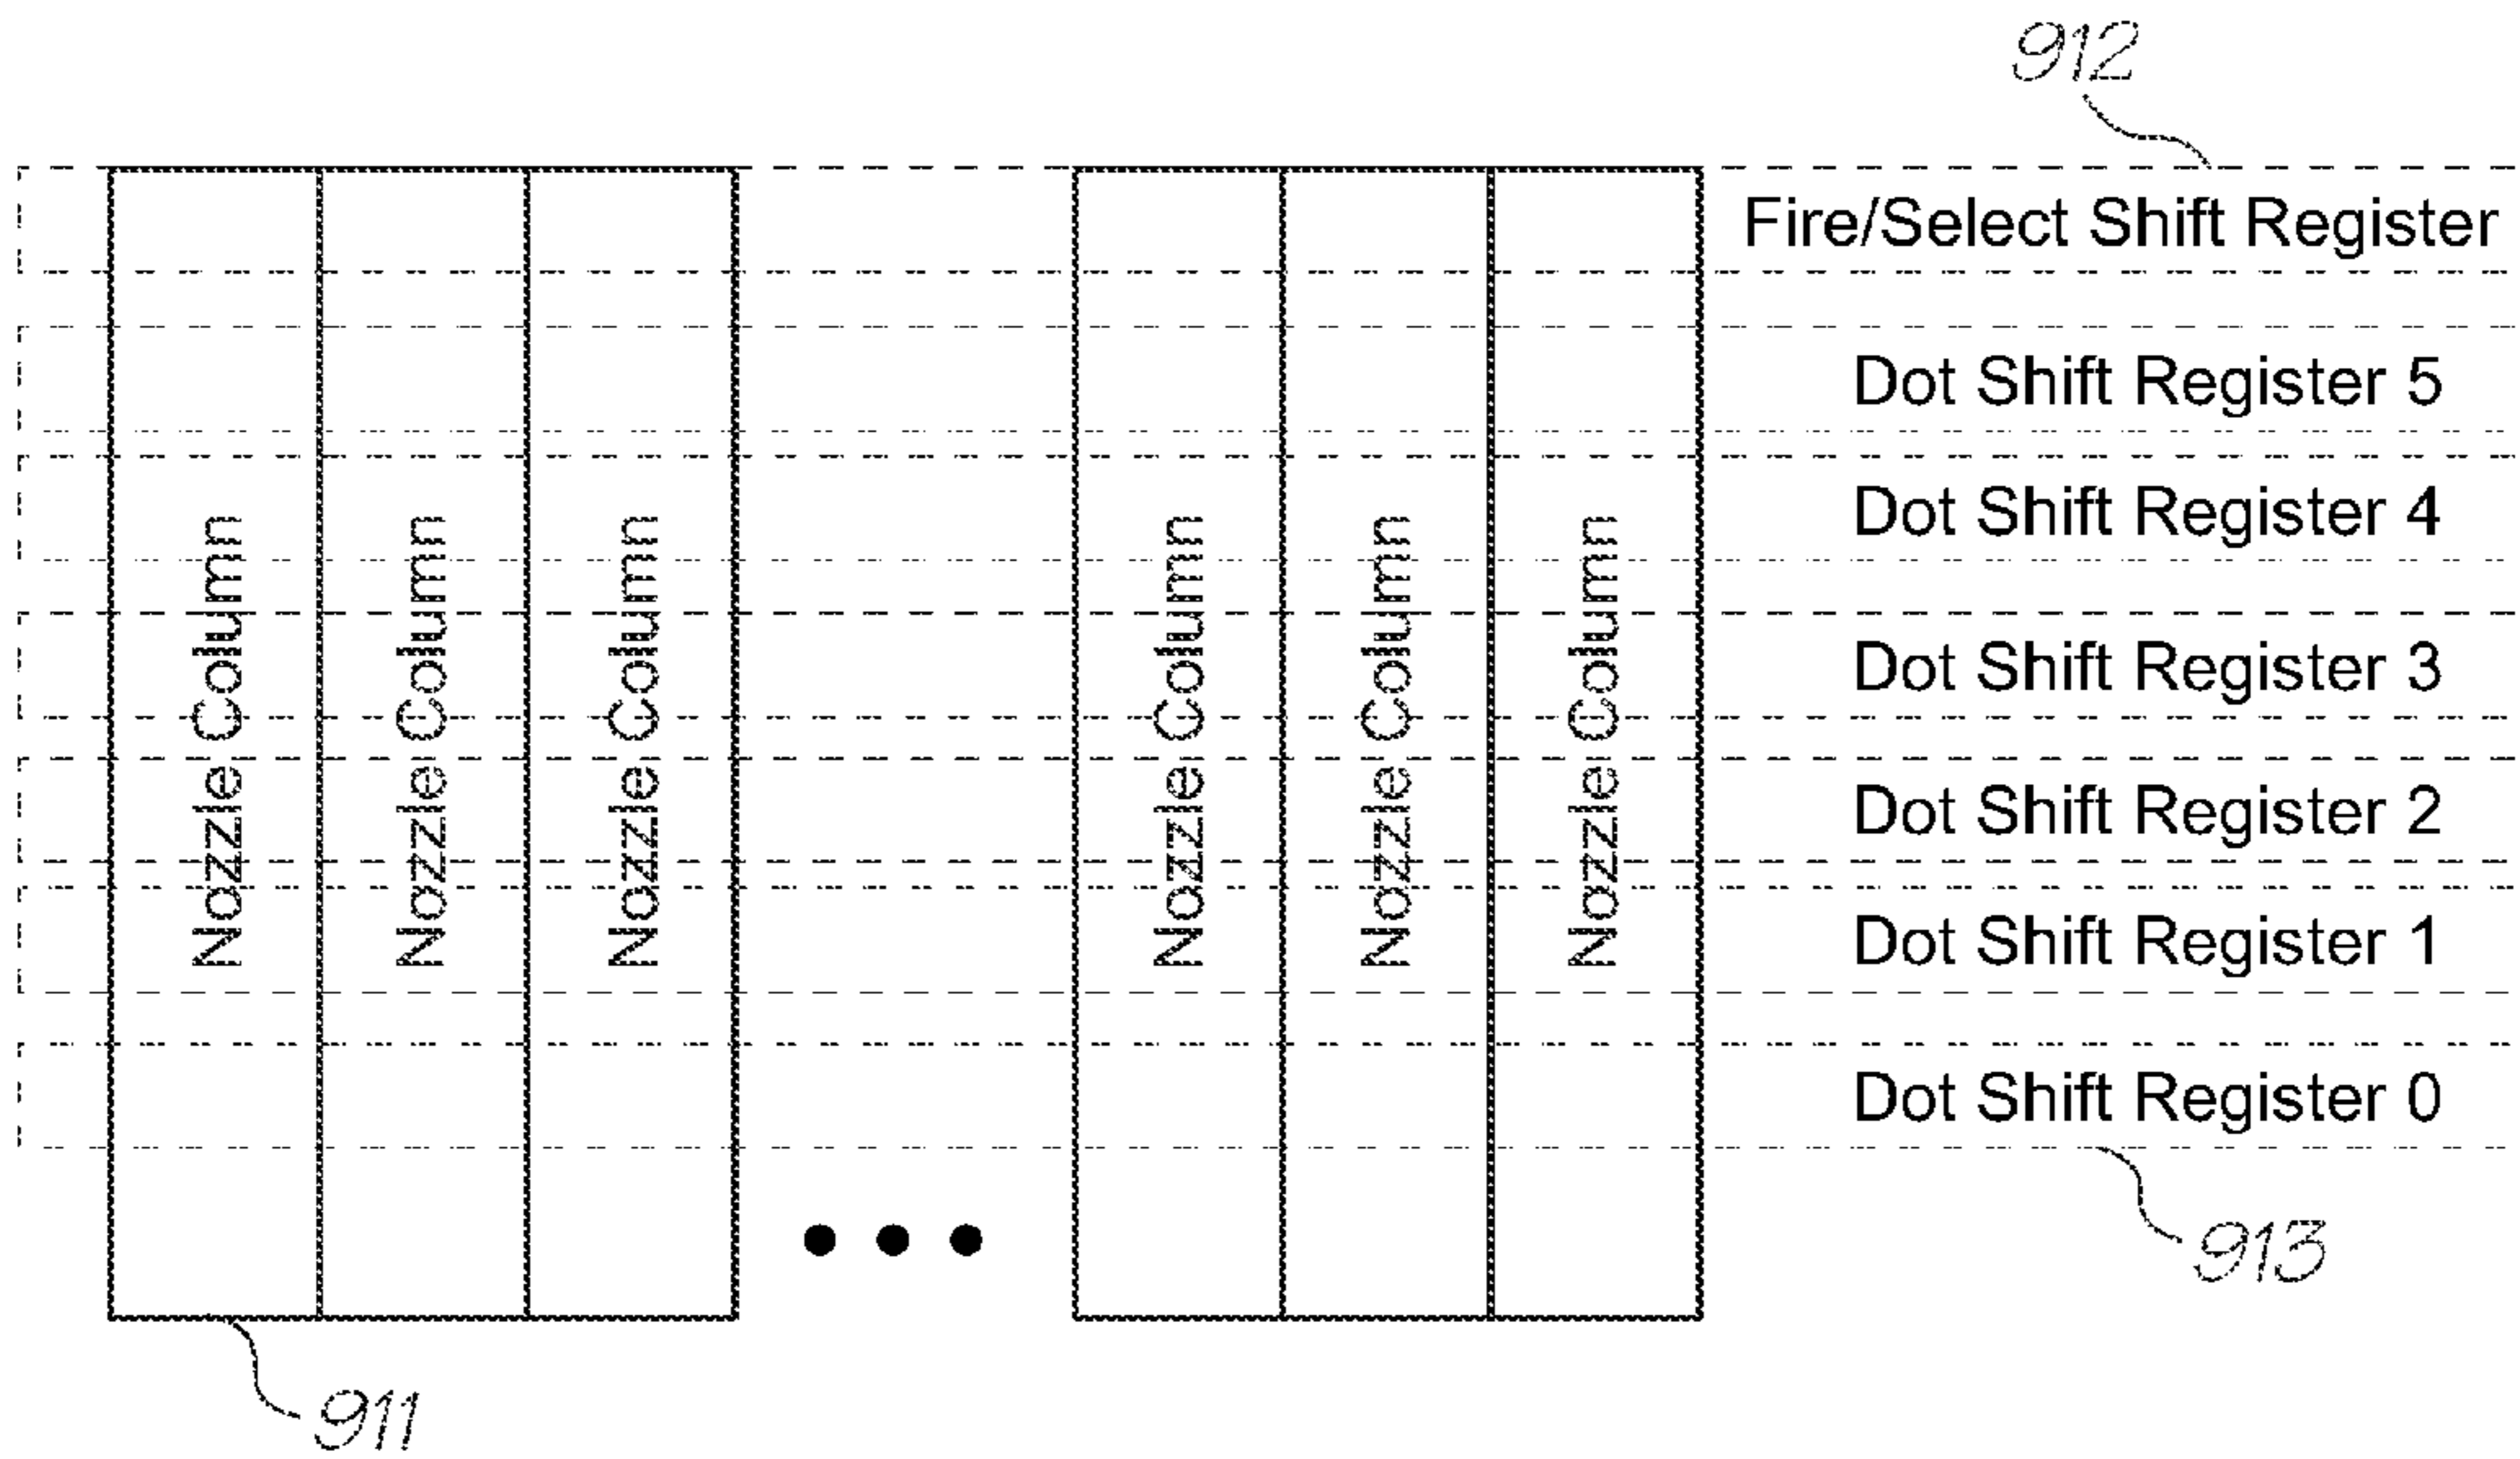 912
Fire/Select Shift Register
Dot Shift Register 5
Dot Shift Register 4
Dot Shift Register 3
Dot Shift Register 2
Dot Shift Register 1
Dot Shift Register 0
Nozzle Column
Nozzle Column
Nozzle Column
Nozzle Column
Nozzle Column
Nozzle Column
913
911